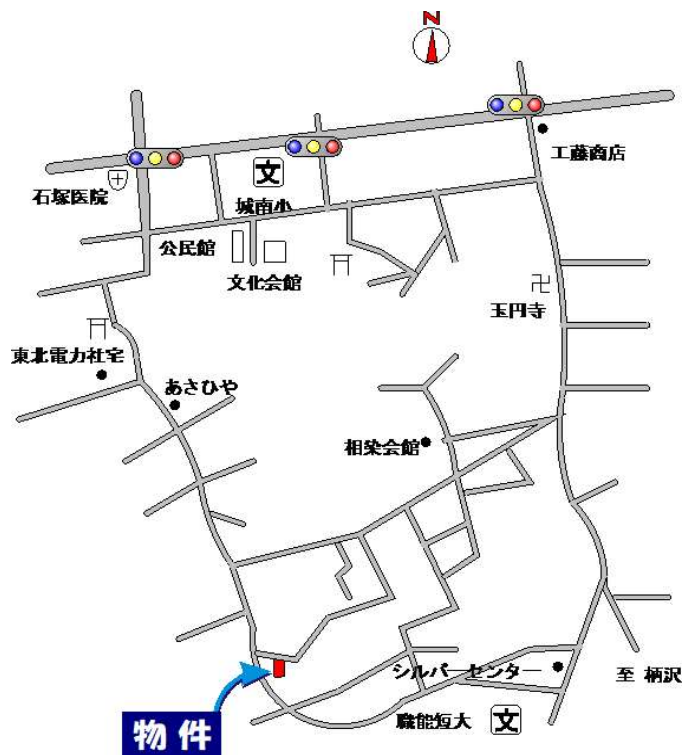 N
工藤商店
石塚医院
文
城南小
公民館
文化会館
玉円寺
東北電力社宅
あさひや
相染会館
シルバーセンター
至 柄沢
職能短大
文
物件